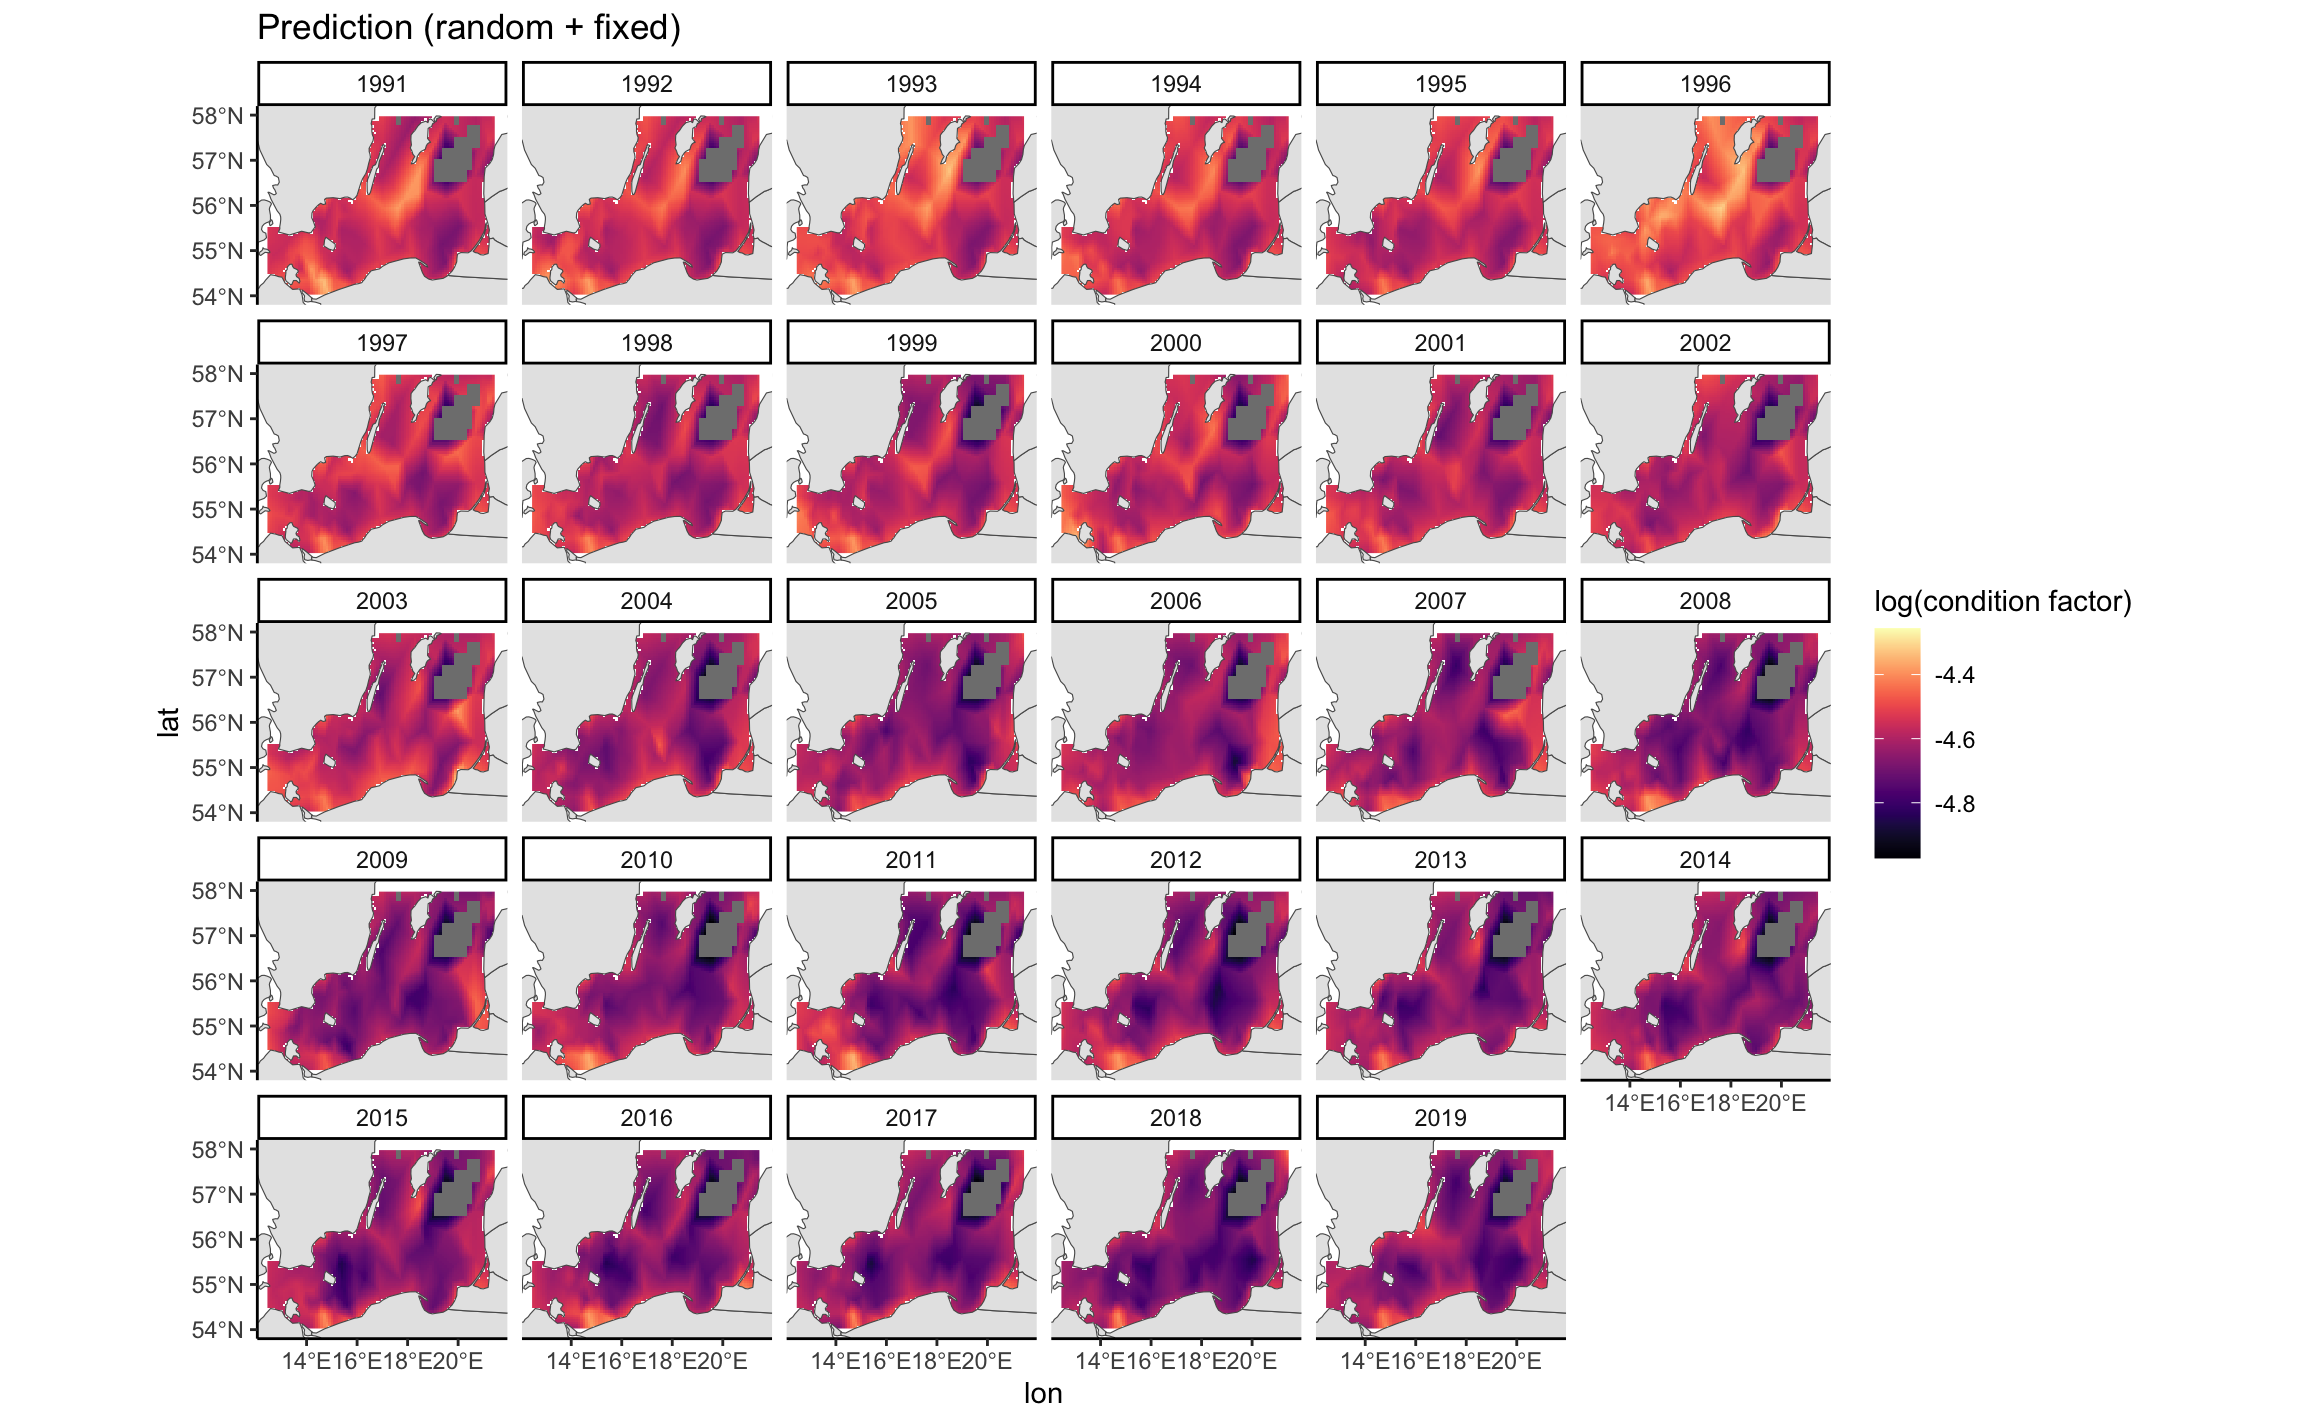 Prediction (random + fixed)
1991 1992 1993 1994 1995 1996
58°N
57°N
56°N
55°N
54°N
1997 1998 1999 2000 2001 2002
58°N
57°N
56°N
55°N
54°N
2003 2004 2005 2006 2007 2008
58°N
57°N
56°N
55°N
54°N
lat
log(condition factor)
-4.4
-4.6
-4.8
2009 2010 2011 2012 2013 2014
58°N
57°N
56°N
55°N
54°N
14°E16°E18°E20°E
2015 2016 2017 2018 2019
58°N
57°N
56°N
55°N
54°N
14°E16°E18°E20°E 14°E16°E18°E20°E 14°E16°E18°E20°E 14°E16°E18°E20°E 14°E16°E18°E20°E
lon